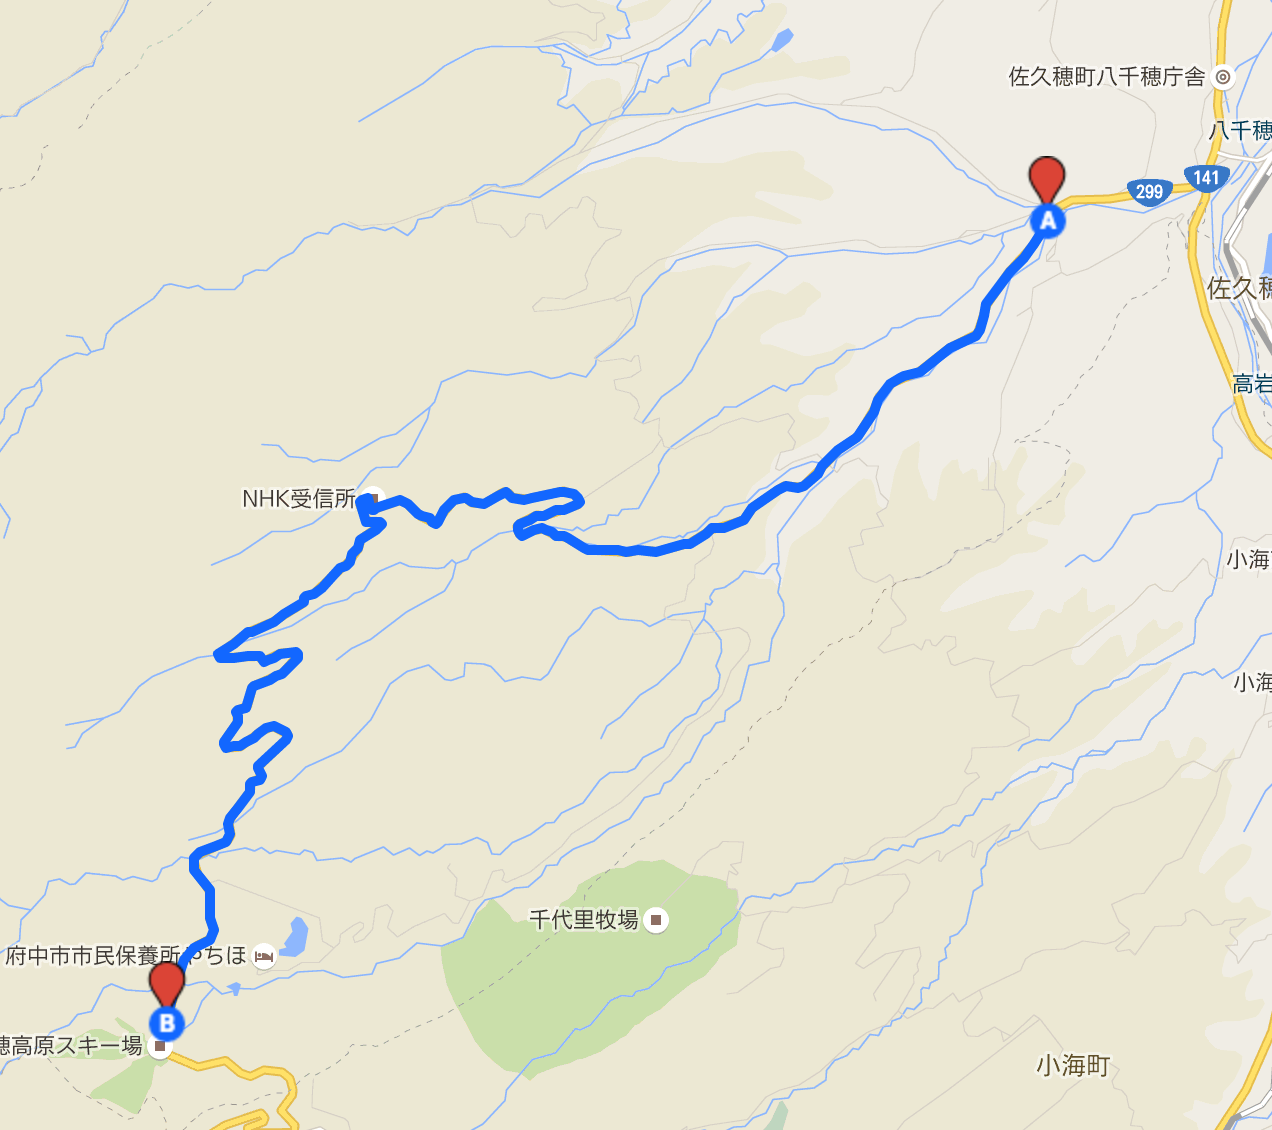 佐久穂町八千穂庁舎
八千穂
141
299
A
佐久穂
高岩
NHK受信所
小海
小海
千代里牧場
府中市市民保養所やちほ
B
穂高原スキー場
小海町